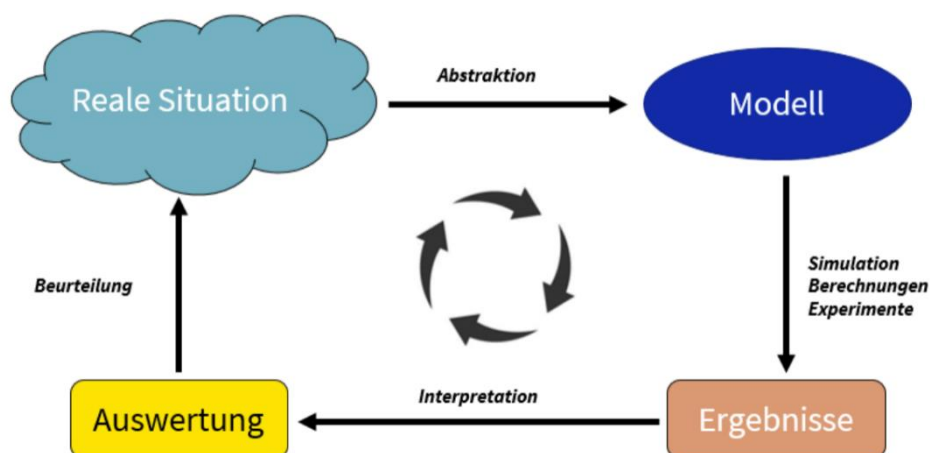 Reale Situation
Abstraktion
Modell
Beurteilung
Simulation
Berechnungen
Experimente
Auswertung
Interpretation
Ergebnisse